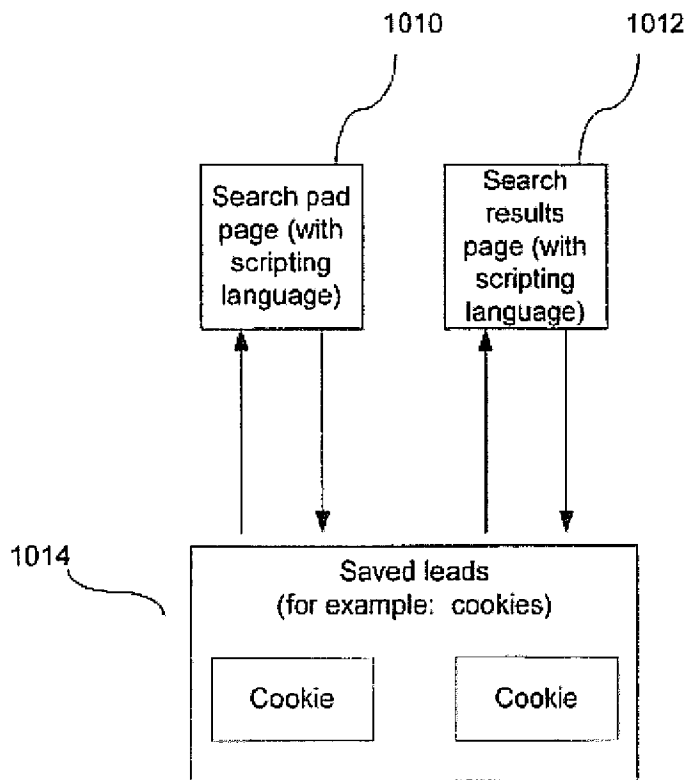 1010
1012
Search pad
page (with
scripting
language)
Search
results
page (with
scripting
language)
1014
Saved leads
(for example: cookies)
Cookie
Cookie